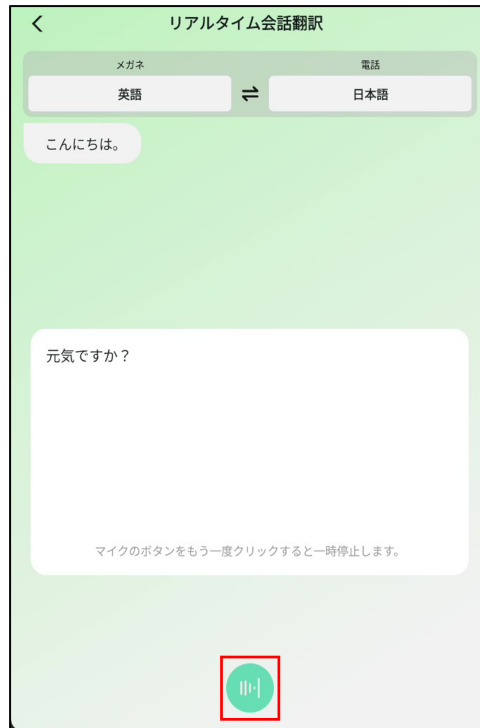 リアルタイム会話翻訳
メガネ
電話
英語
日本語
こんにちは。
元気ですか？
マイクのボタンをもう一度クリックすると一時停止します。